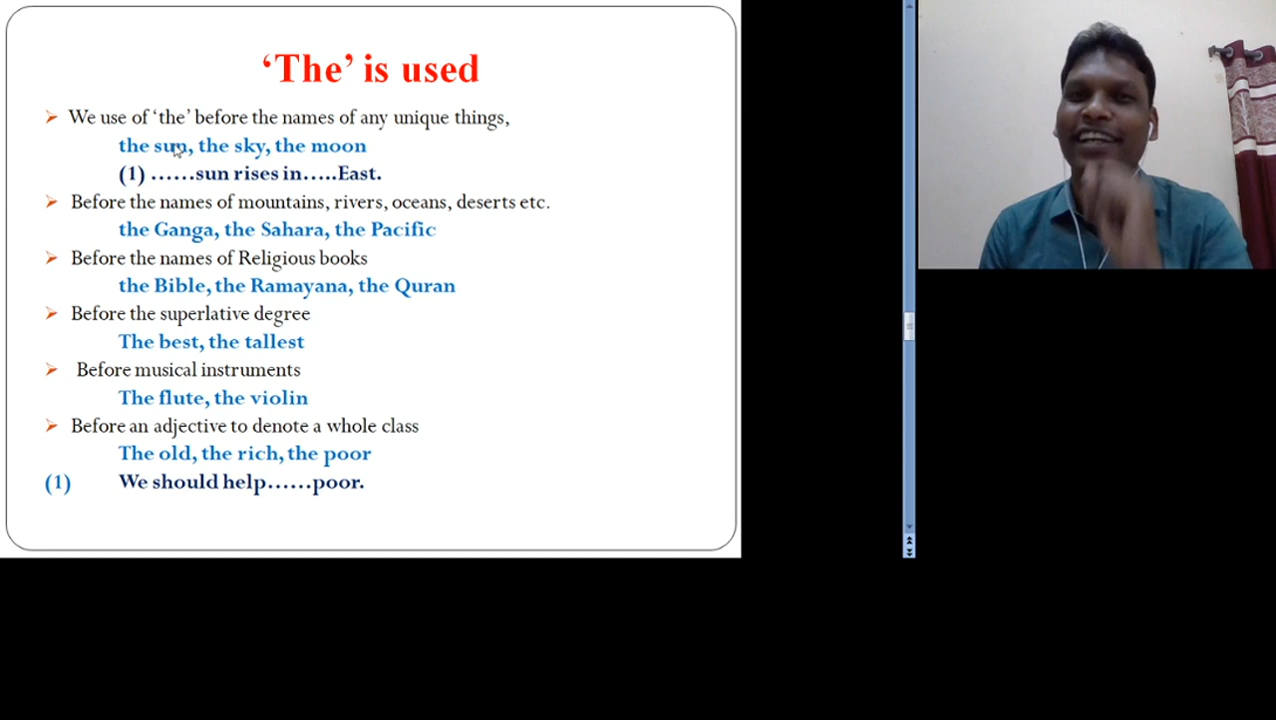 ‘The’ is used
➢ We use of ‘the’ before the names of any unique things,
the sun, the sky, the moon
(1) ……sun rises in…..East.
➢ Before the names of mountains, rivers, oceans, deserts etc.
the Ganga, the Sahara, the Pacific
➢ Before the names of Religious books
the Bible, the Ramayana, the Quran
➢ Before the superlative degree
The best, the tallest
➢ Before musical instruments
The flute, the violin
➢ Before an adjective to denote a whole class
The old, the rich, the poor
(1) We should help……poor.